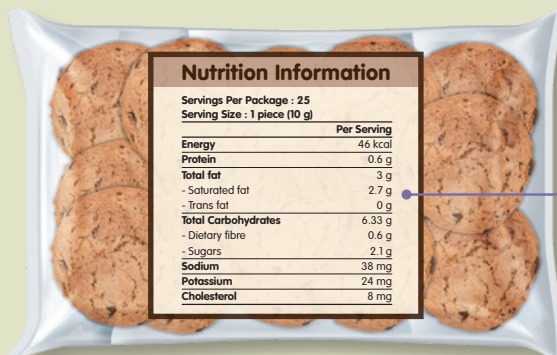 Nutrition Information
Servings Per Package : 25
Serving Size : 1 piece (10 g)
Per Serving
Energy 46 kcal
Protein 0.6 g
Total fat 3 g
- Saturated fat 2.7 g
- Trans fat 0 g
Total Carbohydrates 6.33 g
- Dietary fibre 0.6 g
- Sugars 2.1 g
Sodium 38 mg
Potassium 24 mg
Cholesterol 8 mg